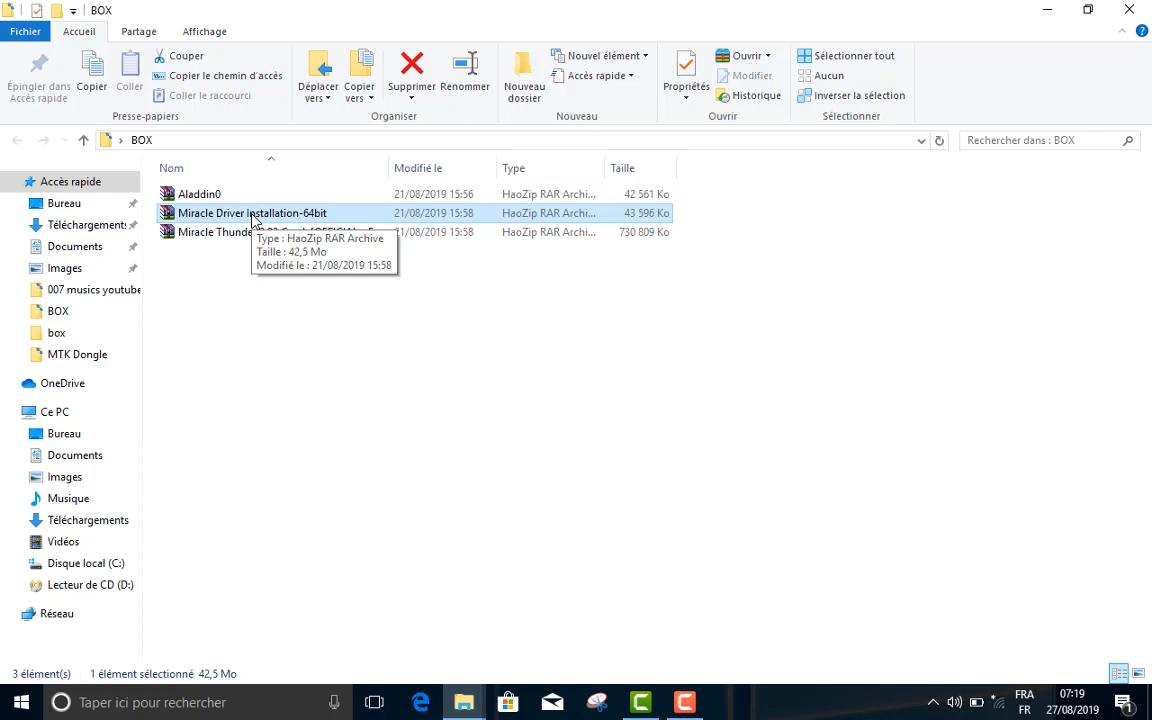 BOX
Fichier Accueil Partage Affichage
Épingler dans Accès rapide
Copier
Coller
Couper
Copier le chemin d'accès
Coller le raccourci
Presse-papiers
Déplacer vers
Copier vers
Supprimer
Renommer
Organiser
Nouveau dossier
Nouvel élément
Accès rapide
Nouveau
Propriétés
Ouvrir
Modifier
Historique
Ouvrir
Sélectionner tout
Aucun
Inverser la sélection
Sélectionner
BOX
Rechercher dans : BOX
Nom Modifié le Type Taille
Aladdin0 21/08/2019 15:56 HaoZip RAR Archi... 42 561 Ko
Miracle Driver Installation-64bit 21/08/2019 15:58 HaoZip RAR Archi... 43 596 Ko
Miracle Thunde 21/08/2019 15:58 HaoZip RAR Archi... 730 809 Ko
Type : HaoZip RAR Archive
Taille : 42,5 Mo
Modifié le : 21/08/2019 15:58
Accès rapide
Bureau
Téléchargements
Documents
Images
007 musics youtube
BOX
box
MTK Dongle
OneDrive
Ce PC
Bureau
Documents
Images
Musique
Téléchargements
Vidéos
Disque local (C:)
Lecteur de CD (D:)
Réseau
3 élément(s) 1 élément sélectionné 42,5 Mo
Taper ici pour rechercher
FRA
FR
07:19
27/08/2019
1